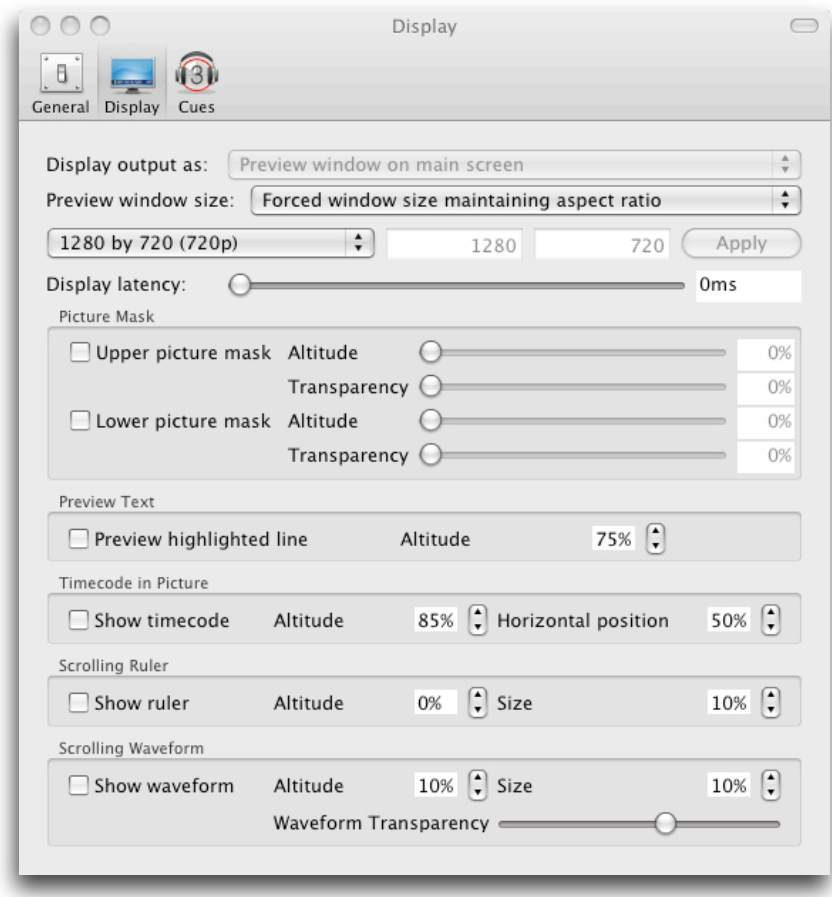 Display
General Display Cues
Display output as: Preview window on main screen
Preview window size: Forced window size maintaining aspect ratio
1280 by 720 (720p) 1280 720 Apply
Display latency: 0ms
Picture Mask
Upper picture mask Altitude 0%
Transparency 0%
Lower picture mask Altitude 0%
Transparency 0%
Preview Text
Preview highlighted line Altitude 75%
Timecode in Picture
Show timecode Altitude 85% Horizontal position 50%
Scrolling Ruler
Show ruler Altitude 0% Size 10%
Scrolling Waveform
Show waveform Altitude 10% Size 10%
Waveform Transparency